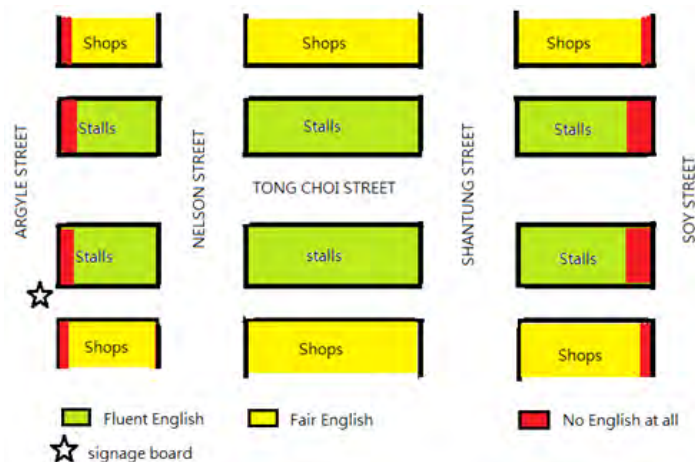 Shops Shops Shops
Stalls Stalls Stalls
ARGYLE STREET
NELSON STREET
TONG CHOI STREET
SHANTUNG STREET
SOY STREET
Stalls stalls Stalls
Shops Shops Shops
Fluent English Fair English No English at all
signage board